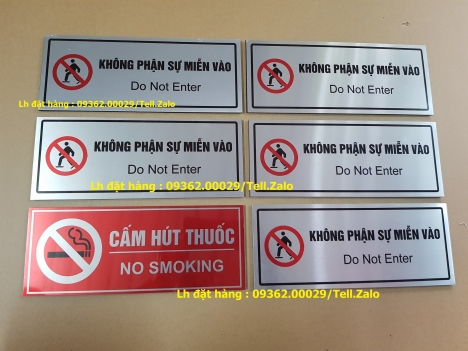 KHÔNG PHẬN SỰ MIỄN VÀO
Do Not Enter
KHÔNG PHẬN SỰ MIỄN VÀO
Do Not Enter
Lh đặt hàng : 09362.00029/Tell.Zalo
KHÔNG PHẬN SỰ MIỄN VÀO
Do Not Enter
KHÔNG PHẬN SỰ MIỄN VÀO
Do Not Enter
Lh đặt hàng : 09362.00029/Tell.Zalo
CẤM HÚT THUỐC
NO SMOKING
KHÔNG PHẬN SỰ MIỄN VÀO
Do Not Enter
Lh đặt hàng : 09362.00029/Tell.Zalo